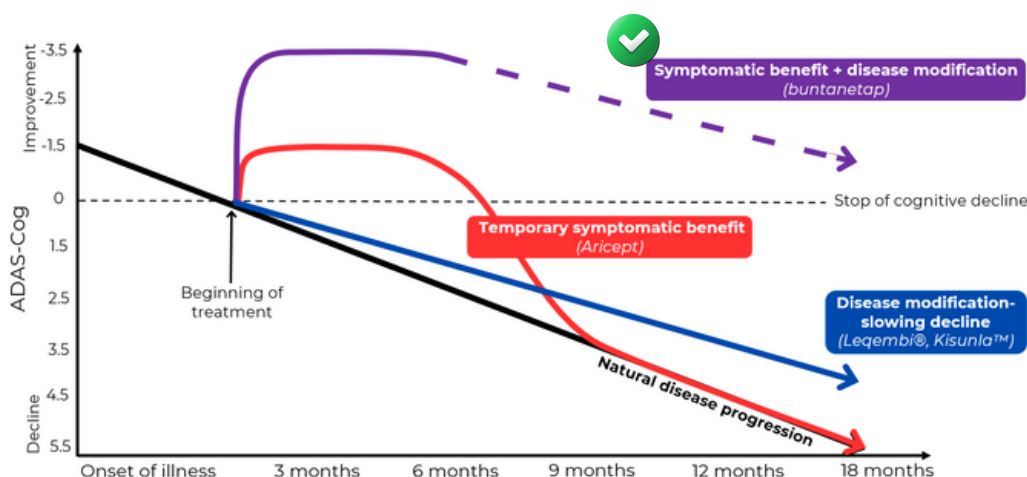 ADAS-Cog
Improvement
Decline
-3.5
-2.5
-1.5
0
1.5
2.5
3.5
4.5
5.5
Symptomatic benefit + disease modification
(buntanetap)
Stop of cognitive decline
Temporary symptomatic benefit
(Aricept)
Beginning of
treatment
Disease modification-
slowing decline
(Leqembi®, Kisunla™)
Natural disease progression
Onset of illness
3 months
6 months
9 months
12 months
18 months